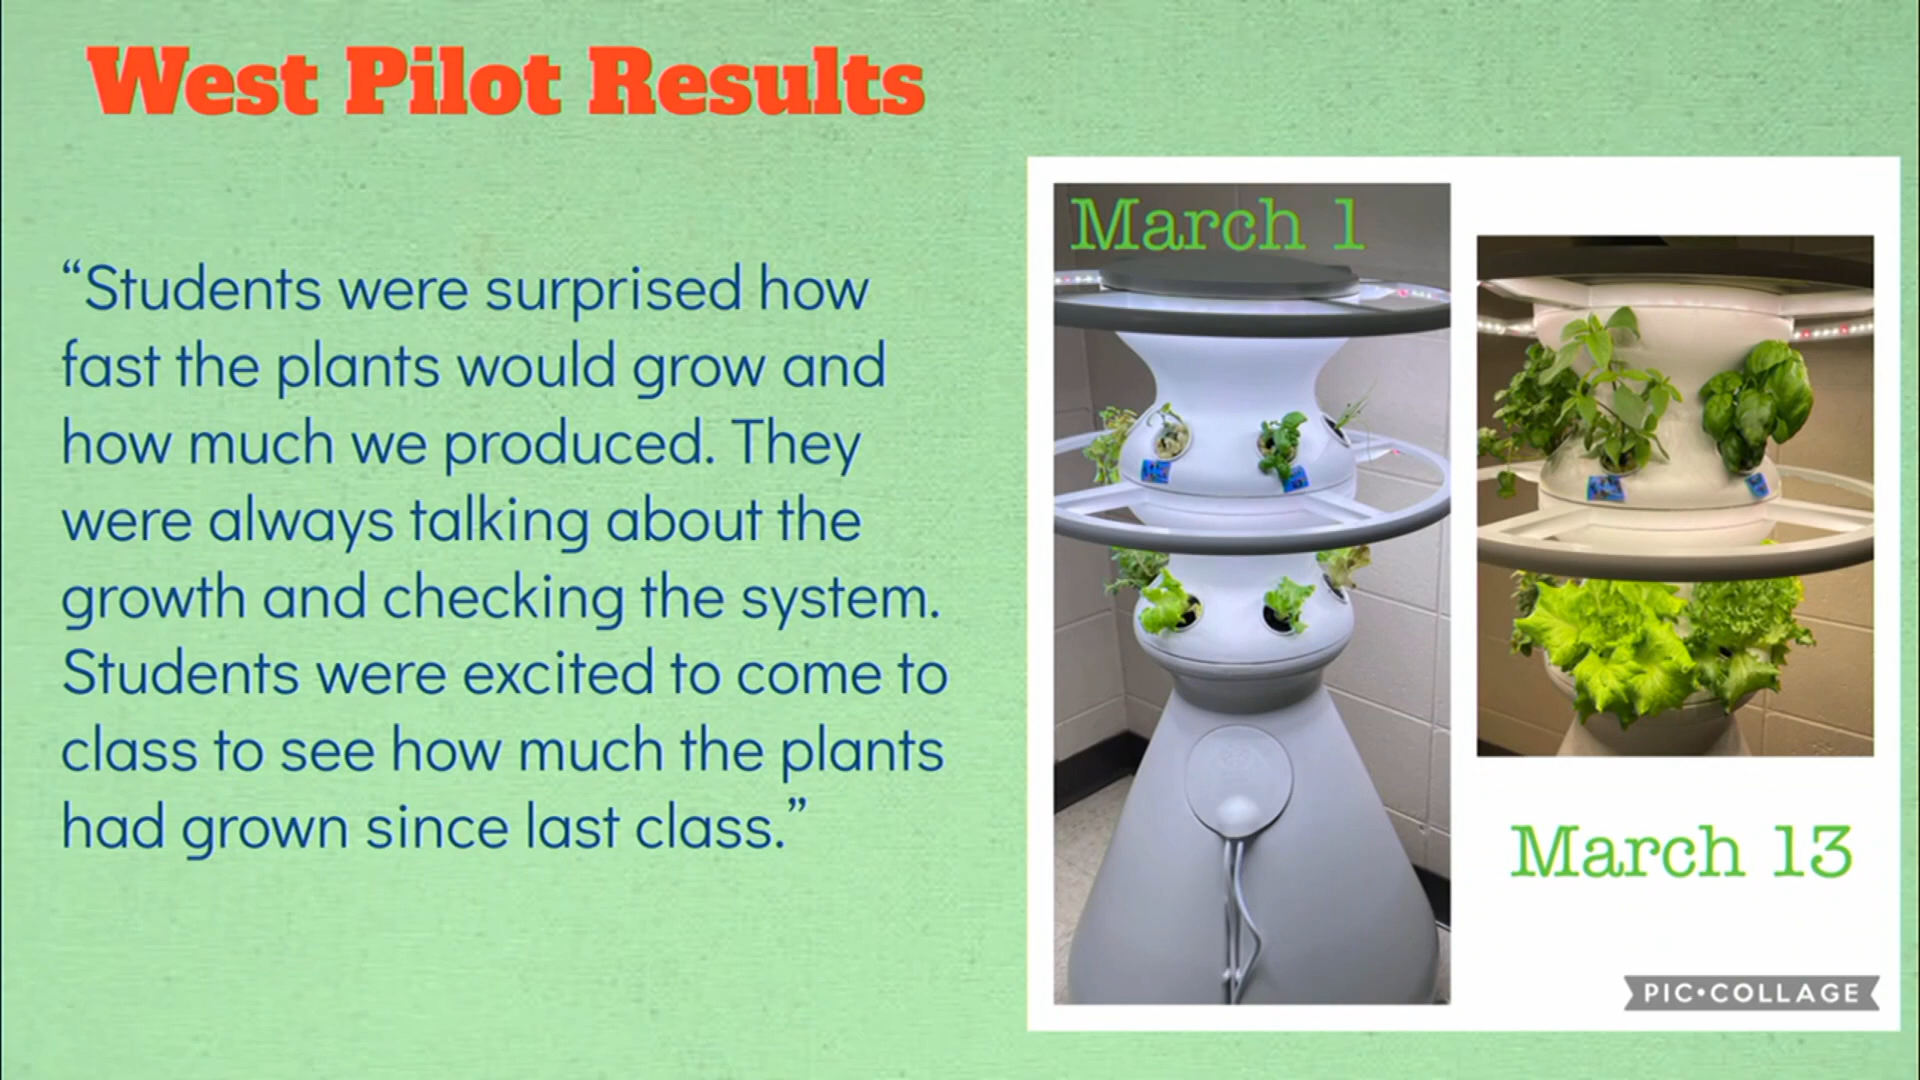 West Pilot Results
“Students were surprised how
fast the plants would grow and
how much we produced. They
were always talking about the
growth and checking the system.
Students were excited to come to
class to see how much the plants
had grown since last class.”
March 1
March 13
PIC•COLLAGE